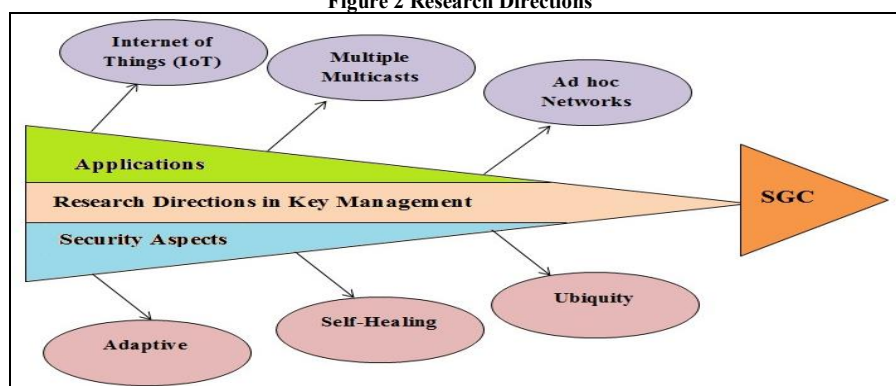 Figure 2 Research Directions
Internet of
Things (IoT)
Multiple
Multicasts
Ad hoc
Networks
Applications
Research Directions in Key Management
SGC
Security Aspects
Ubiquity
Self-Healing
Adaptive